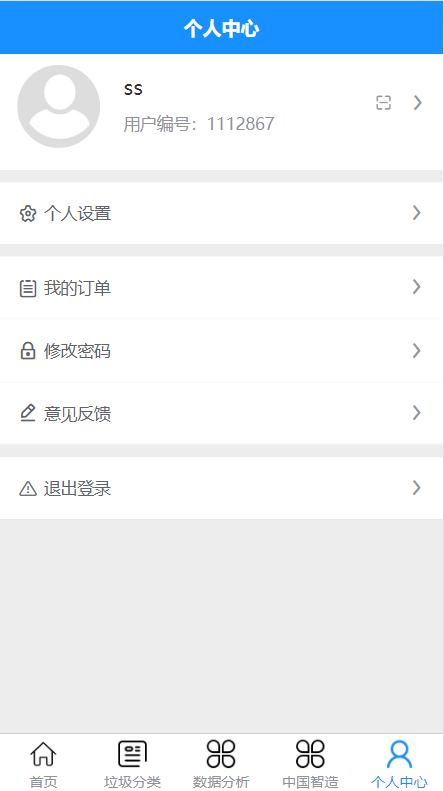 个人中心
ss
用户编号：1112867
个人设置
我的订单
修改密码
意见反馈
退出登录
首页 垃圾分类 数据分析 中国智造 个人中心